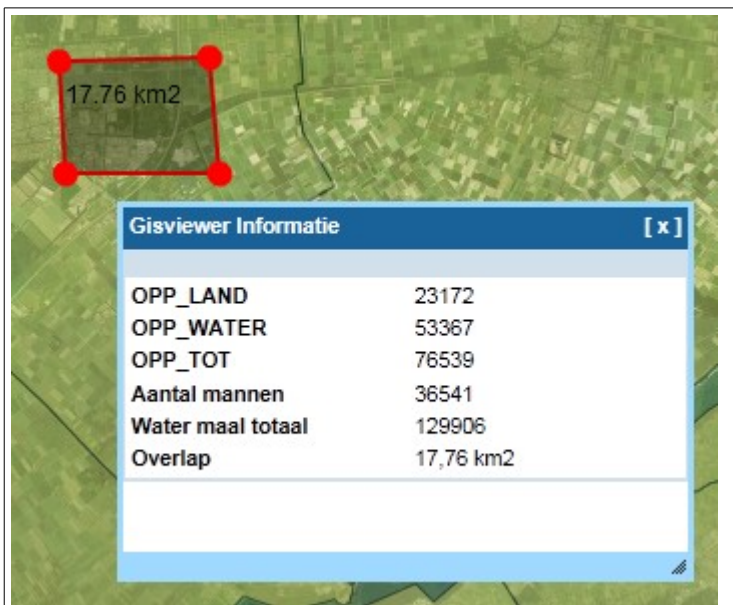 17.76 km2
Gisviewer Informatie [ x ]
OPP_LAND 23172
OPP_WATER 53367
OPP_TOT 76539
Aantal mannen 36541
Water maal totaal 129906
Overlap 17,76 km2